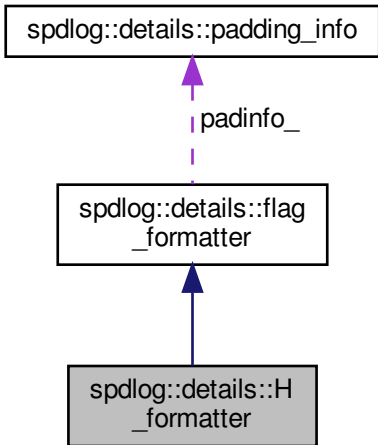 spdlog::details::padding_info
padinfo_
spdlog::details::flag
_formatter
spdlog::details::H
_formatter